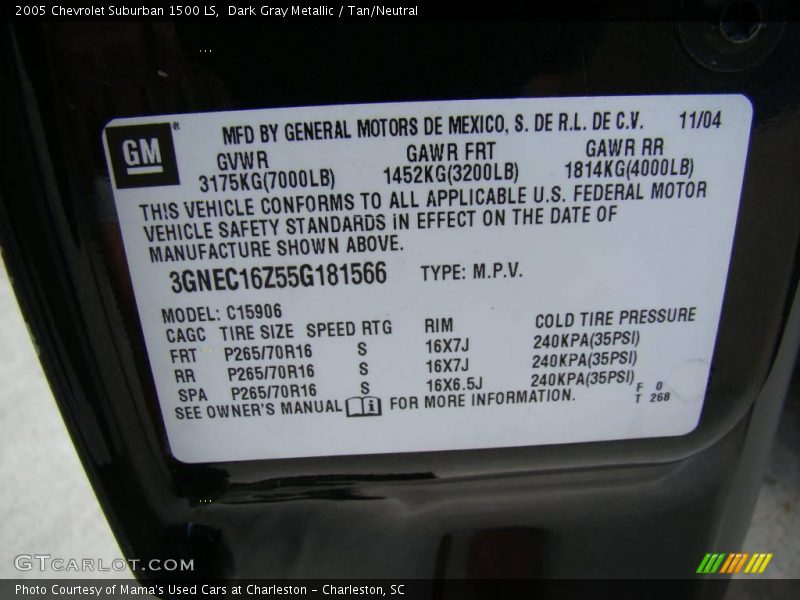 2005 Chevrolet Suburban 1500 LS,  Dark Gray Metallic / Tan/Neutral
GM
MFD BY GENERAL MOTORS DE MEXICO, S. DE R.L. DE C.V. 11/04
GVWR GAWR FRT GAWR RR
3175KG(7000LB) 1452KG(3200LB) 1814KG(4000LB)
THIS VEHICLE CONFORMS TO ALL APPLICABLE U.S. FEDERAL MOTOR
VEHICLE SAFETY STANDARDS IN EFFECT ON THE DATE OF
MANUFACTURE SHOWN ABOVE.
3GNEC16Z55G181566 TYPE: M.P.V.
MODEL: C15906
CAGC TIRE SIZE SPEED RTG RIM COLD TIRE PRESSURE
FRT P265/70R16 S 16X7J 240KPA(35PSI)
RR P265/70R16 S 16X7J 240KPA(35PSI)
SPA P265/70R16 S 16X6.5J 240KPA(35PSI)
SEE OWNER'S MANUAL i FOR MORE INFORMATION.
F 0
T 268
GTcarlot.com
Photo Courtesy of Mama's Used Cars at Charleston - Charleston, SC